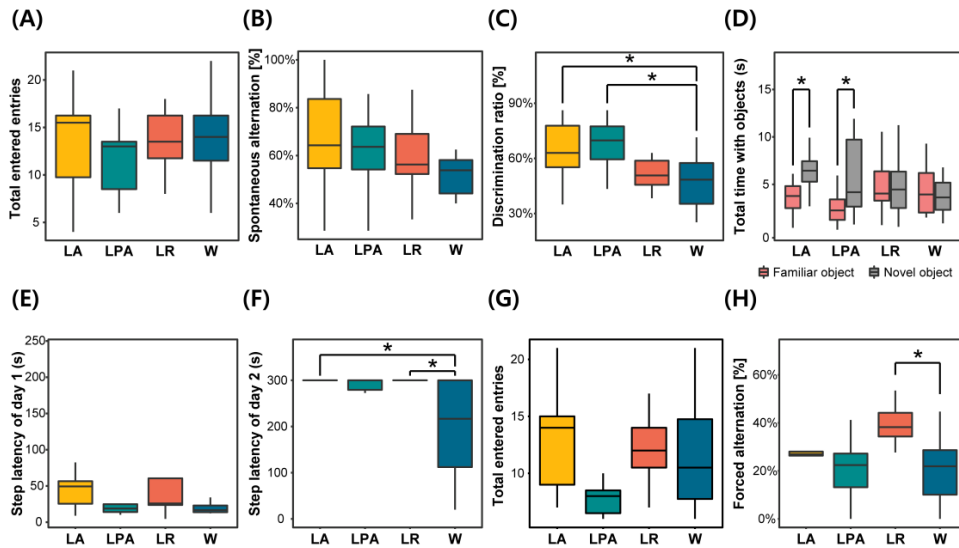 (A)
Total entered entries
20
15
10
5
LA LPA LR W
(B)
Spontaneous alternation [%]
100%
80%
60%
40%
LA LPA LR W
(C)
Discrimination ratio [%]
90%
60%
30%
* 
*
LA LPA LR W
(D)
Total time with objects (s)
15
10
5
0
* *
LA LPA LR W
Familiar object Novel object
(E)
Step latency of day 1 (s)
250
200
150
100
50
0
LA LPA LR W
(F)
Step latency of day 2 (s)
300
200
100
0
*
*
LA LPA LR W
(G)
Total entered entries
20
15
10
LA LPA LR W
(H)
Forced alternation [%]
60%
40%
20%
0%
*
LA LPA LR W